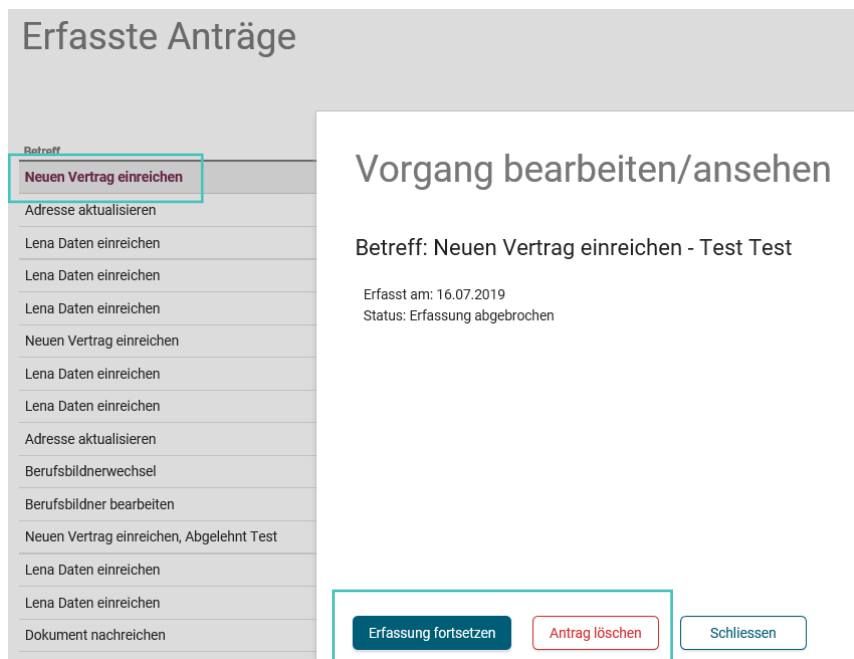 Erfasste Anträge
Betreff
Neuen Vertrag einreichen
Adresse aktualisieren
Lena Daten einreichen
Lena Daten einreichen
Lena Daten einreichen
Neuen Vertrag einreichen
Lena Daten einreichen
Lena Daten einreichen
Adresse aktualisieren
Berufsbildnerwechsel
Berufsbildner bearbeiten
Neuen Vertrag einreichen, Abgelehnt Test
Lena Daten einreichen
Lena Daten einreichen
Dokument nachreichen
Vorgang bearbeiten/ansehen
Betreff: Neuen Vertrag einreichen - Test Test
Erfasst am: 16.07.2019
Status: Erfassung abgebrochen
Erfassung fortsetzen
Antrag löschen
Schliessen